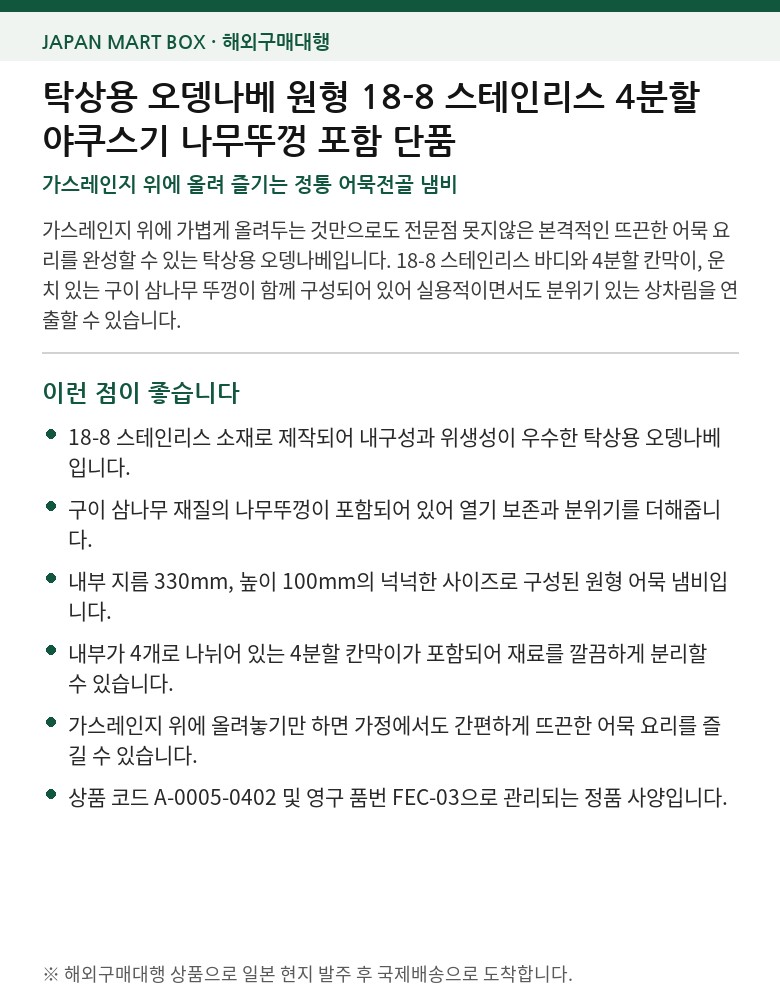 JAPAN MART BOX · 해외구매대행
탁상용 오뎅나베 원형 18-8 스테인리스 4분할
야쿠스기 나무뚜껑 포함 단품
가스레인지 위에 올려 즐기는 정통 어묵전골 냄비
가스레인지 위에 가볍게 올려두는 것만으로도 전문점 못지않은 본격적인 뜨끈한 어묵 요
리를 완성할 수 있는 탁상용 오뎅나베입니다. 18-8 스테인리스 바디와 4분할 칸막이, 운
치 있는 구이 삼나무 뚜껑이 함께 구성되어 있어 실용적이면서도 분위기 있는 상차림을 연
출할 수 있습니다.
이런 점이 좋습니다
● 18-8 스테인리스 소재로 제작되어 내구성과 위생성이 우수한 탁상용 오뎅나베
입니다.
● 구이 삼나무 재질의 나무뚜껑이 포함되어 있어 열기 보존과 분위기를 더해줍니
다.
● 내부 지름 330mm, 높이 100mm의 넉넉한 사이즈로 구성된 원형 어묵 냄비입
니다.
● 내부가 4개로 나뉘어 있는 4분할 칸막이가 포함되어 재료를 깔끔하게 분리할
수 있습니다.
● 가스레인지 위에 올려놓기만 하면 가정에서도 간편하게 뜨끈한 어묵 요리를 즐
길 수 있습니다.
● 상품 코드 A-0005-0402 및 영구 품번 FEC-03으로 관리되는 정품 사양입니다.
※ 해외구매대행 상품으로 일본 현지 발주 후 국제배송으로 도착합니다.